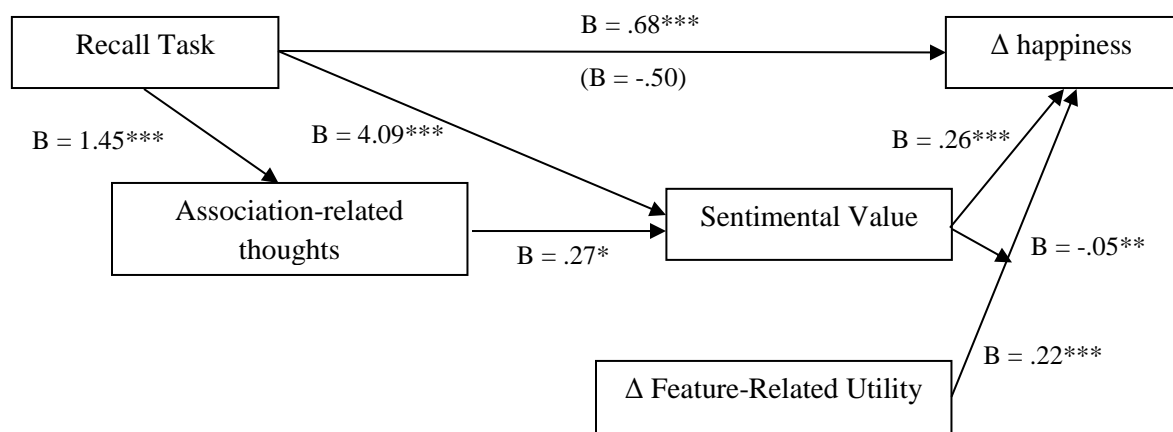 Recall Task
B = .68***
(B = -.50)
Δ happiness
B = 1.45***
B = 4.09***
B = .26***
Association-related
thoughts
B = .27*
Sentimental Value
B = -.05**
B = .22***
Δ Feature-Related Utility